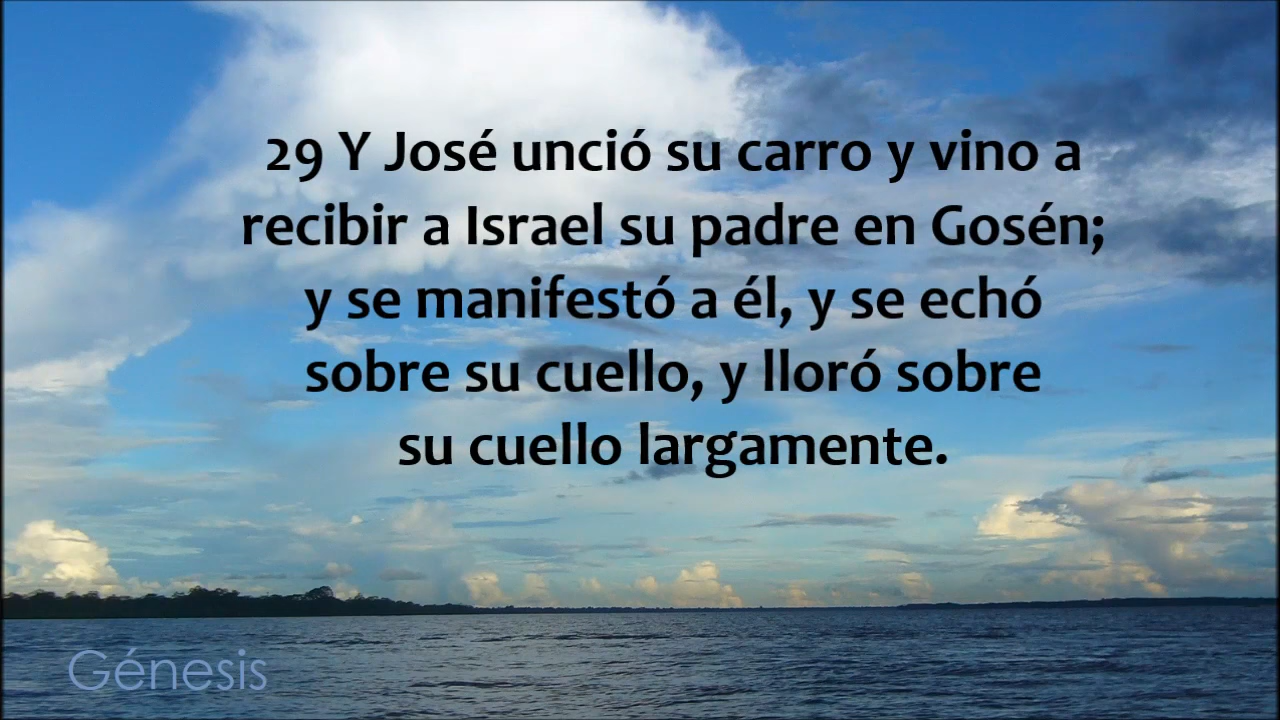 29 Y José unció su carro y vino a
recibir a Israel su padre en Gosén;
y se manifestó a él, y se echó
sobre su cuello, y lloró sobre
su cuello largamente.
Génesis